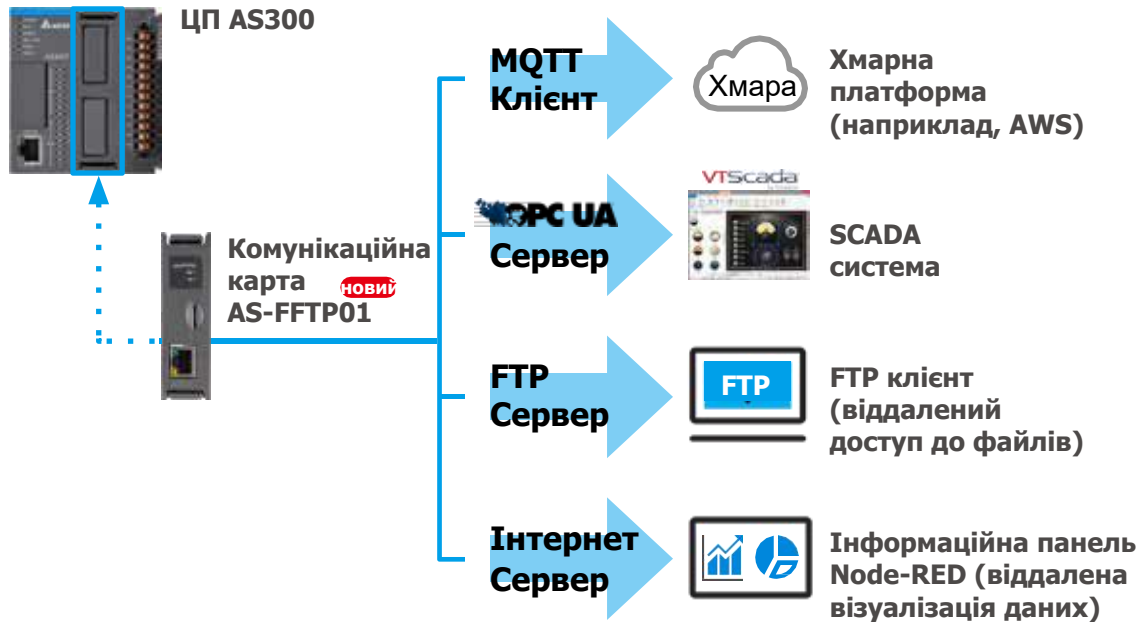 ЦП AS300
MQTT
Клієнт
Хмара
Хмарна
платформа
(наприклад, AWS)
VTScada
OPC UA
Сервер
SCADA
система
Комунікаційна
карта новий
AS-FFTP01
FTP
Сервер
FTP
FTP клієнт
(віддалений
доступ до файлів)
Інтернет
Сервер
Інформаційна панель
Node-RED (віддалена
візуалізація даних)